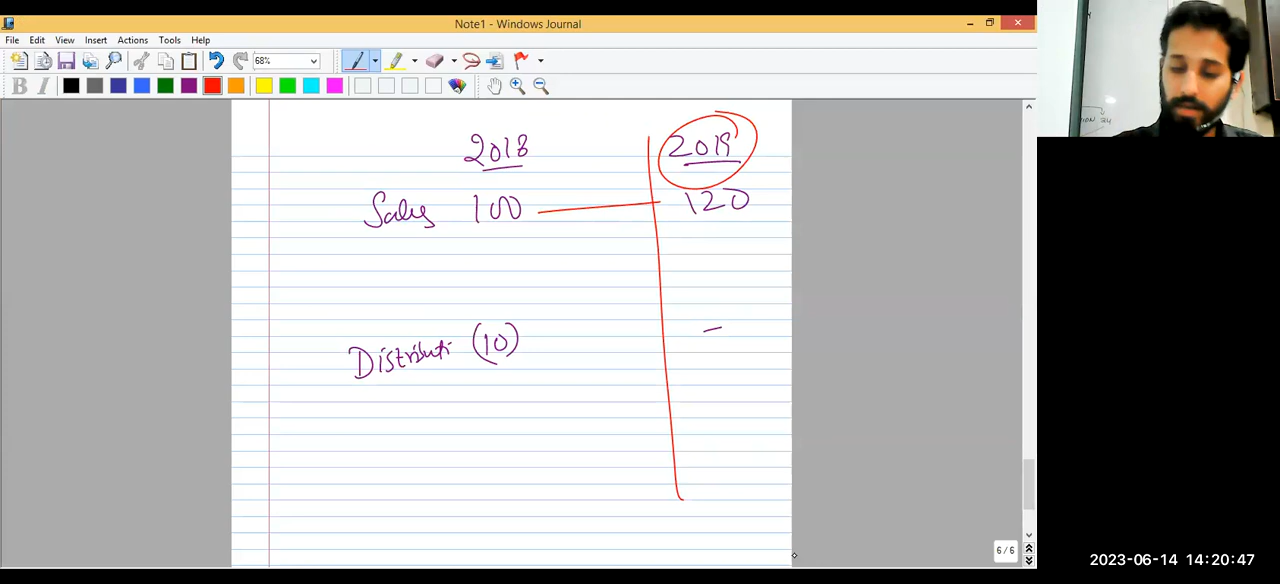 Note1 - Windows Journal
File Edit View Insert Actions Tools Help
68%
B I
2018 2019
Sales 100 120
Distributi (10) –
6 / 6
2023-06-14 14:20:47